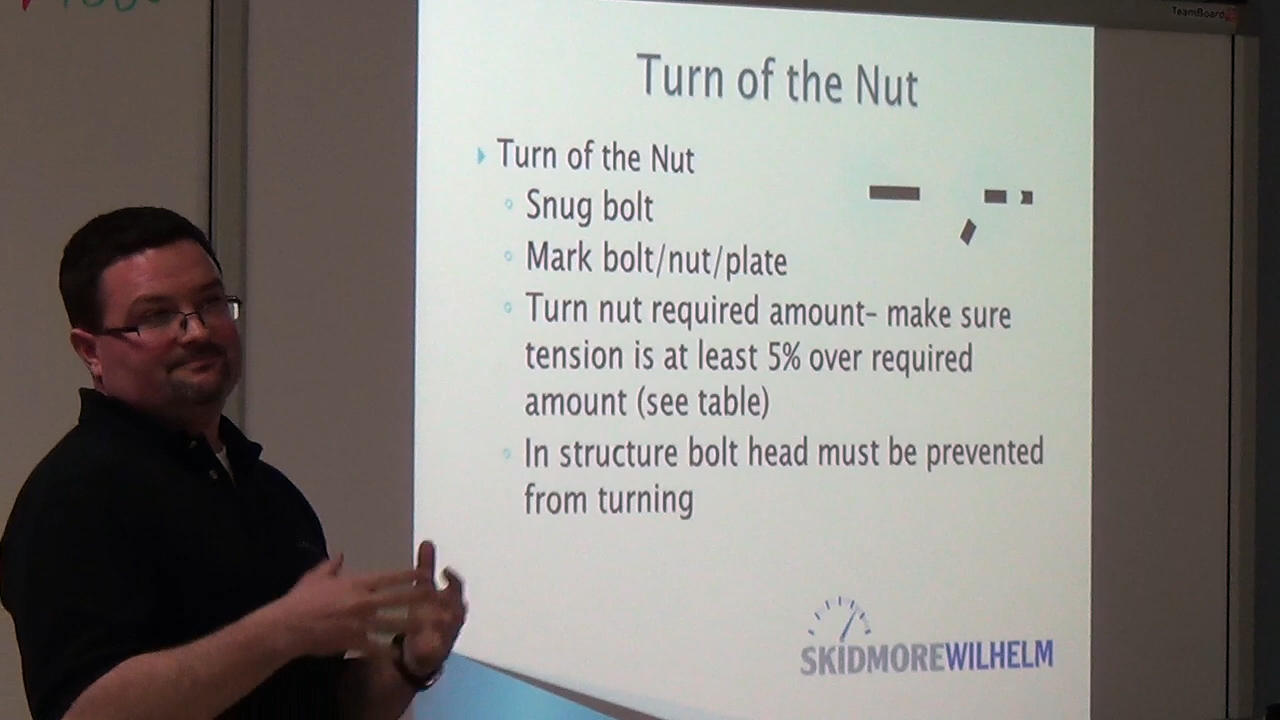 TeamBoard
Turn of the Nut
Turn of the Nut
Snug bolt
Mark bolt/nut/plate
Turn nut required amount- make sure
tension is at least 5% over required
amount (see table)
In structure bolt head must be prevented
from turning
SKIDMOREWILHELM